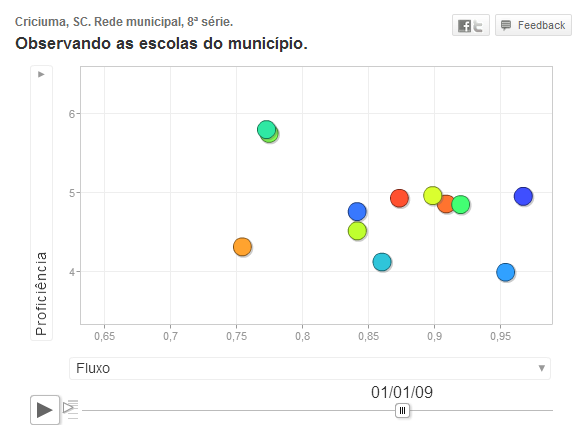 Criciuma, SC. Rede municipal, 8ª série.
Feedback
Observando as escolas do município.
Proficiência
6
5
4
0,65 0,7 0,75 0,8 0,85 0,9 0,95
Fluxo
01/01/09